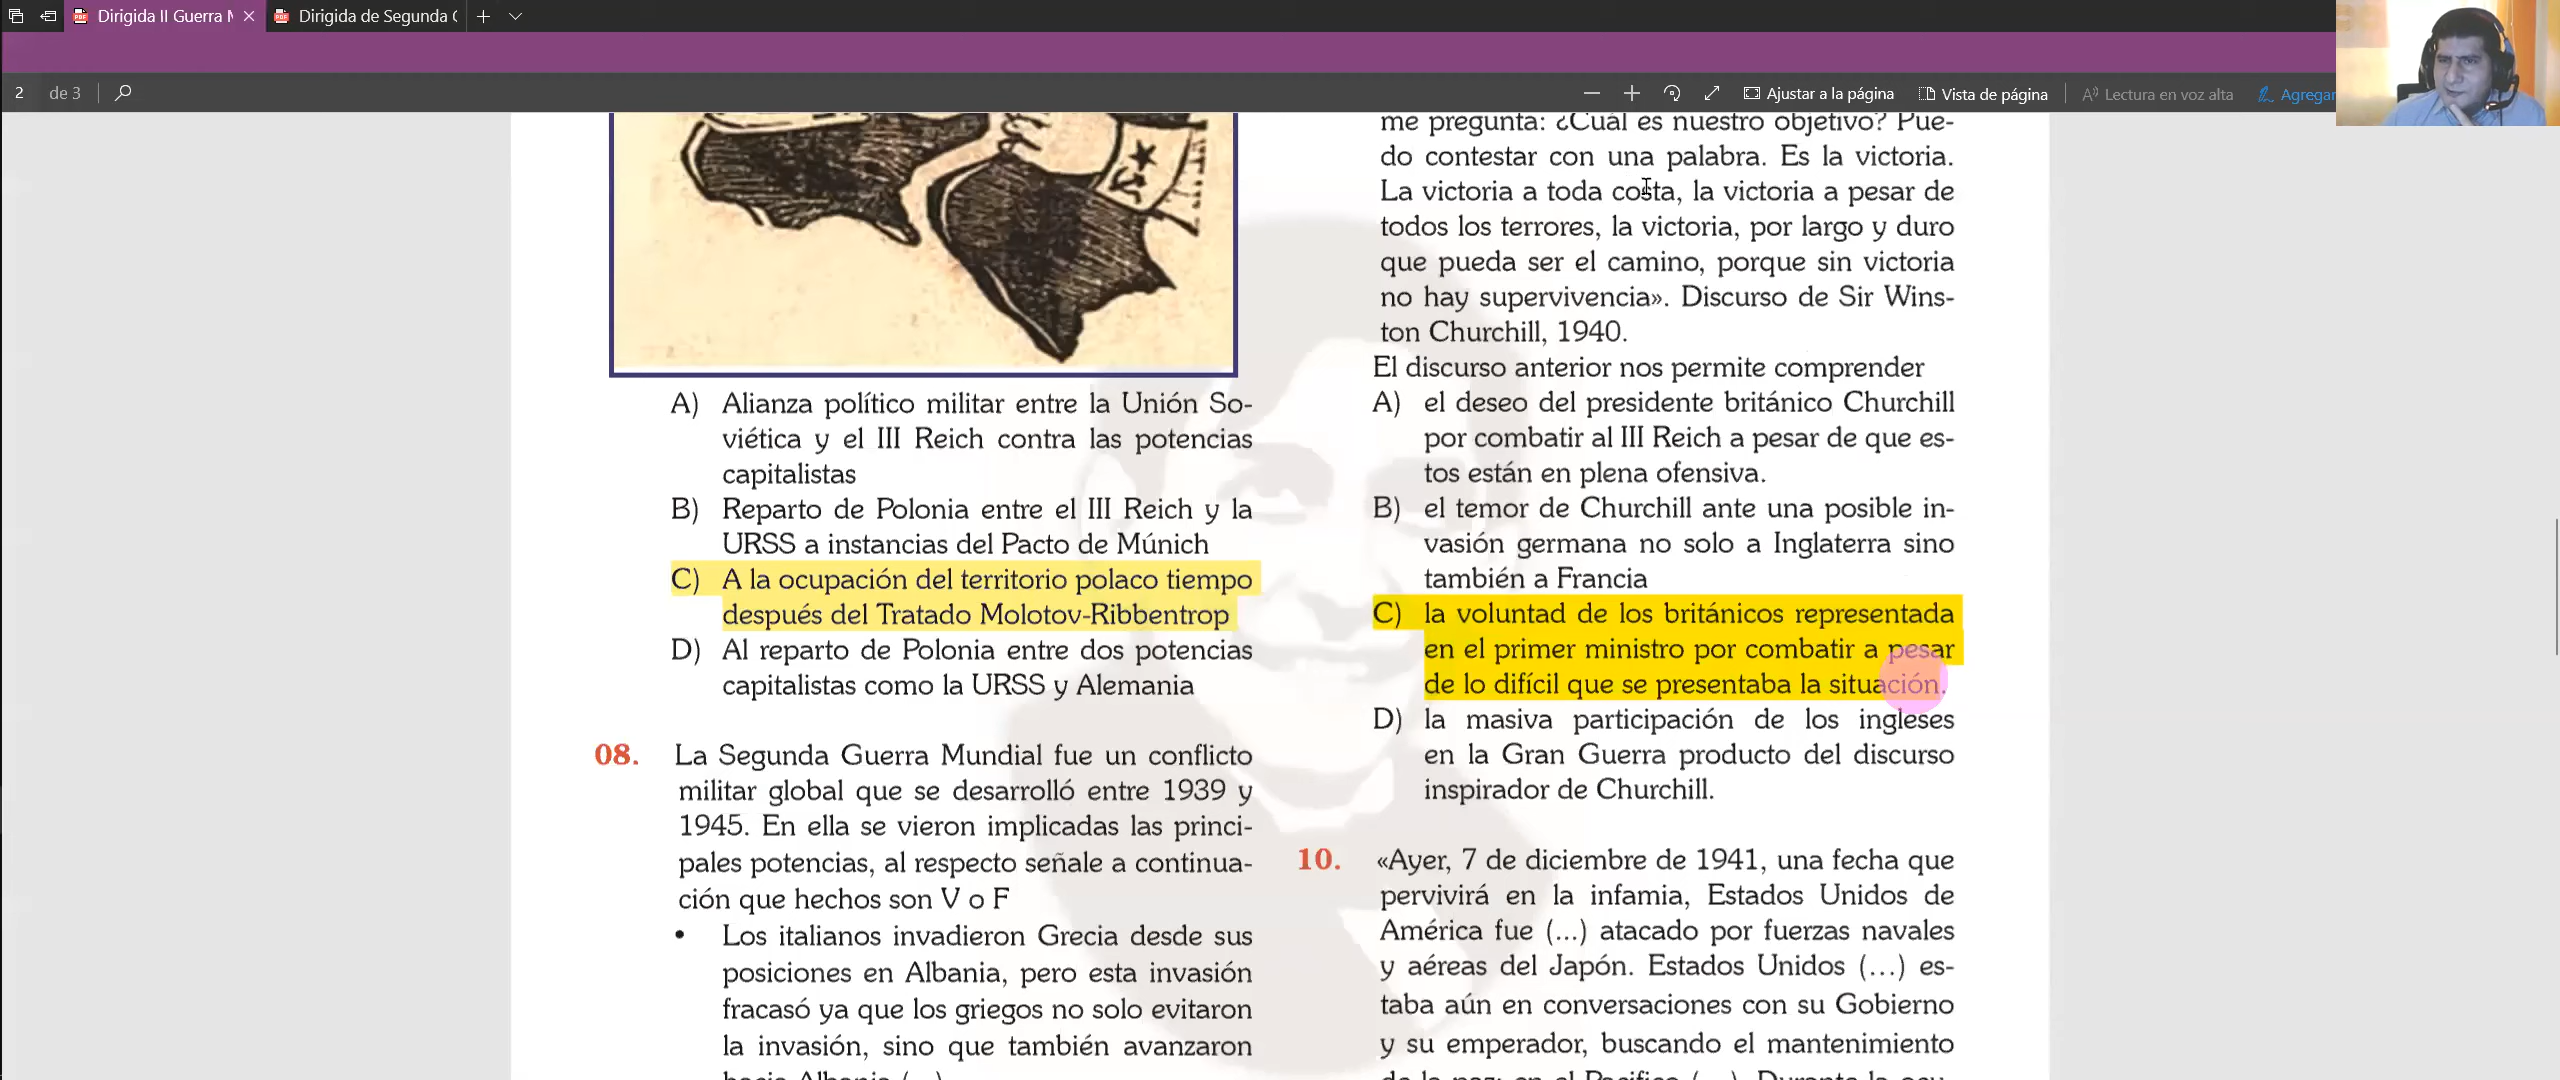 Dirigida II Guerra M
Dirigida de Segunda G
2 de 3
Ajustar a la página
Vista de página
Lectura en voz alta
Agregar
A) Alianza político militar entre la Unión So-
viética y el III Reich contra las potencias
capitalistas
B) Reparto de Polonia entre el III Reich y la
URSS a instancias del Pacto de Múnich
C) A la ocupación del territorio polaco tiempo
después del Tratado Molotov-Ribbentrop
D) Al reparto de Polonia entre dos potencias
capitalistas como la URSS y Alemania
08. La Segunda Guerra Mundial fue un conflicto
militar global que se desarrolló entre 1939 y
1945. En ella se vieron implicadas las princi-
pales potencias, al respecto señale a continua-
ción que hechos son V o F
• Los italianos invadieron Grecia desde sus
posiciones en Albania, pero esta invasión
fracasó ya que los griegos no solo evitaron
la invasión, sino que también avanzaron
hacia Albania (...)
me pregunta: ¿Cuál es nuestro objetivo? Pue-
do contestar con una palabra. Es la victoria.
La victoria a toda costa, la victoria a pesar de
todos los terrores, la victoria, por largo y duro
que pueda ser el camino, porque sin victoria
no hay supervivencia». Discurso de Sir Wins-
ton Churchill, 1940.
El discurso anterior nos permite comprender
A) el deseo del presidente británico Churchill
por combatir al III Reich a pesar de que es-
tos están en plena ofensiva.
B) el temor de Churchill ante una posible in-
vasión germana no solo a Inglaterra sino
también a Francia
C) la voluntad de los británicos representada
en el primer ministro por combatir a pesar
de lo difícil que se presentaba la situación.
D) la masiva participación de los ingleses
en la Gran Guerra producto del discurso
inspirador de Churchill.
10. «Ayer, 7 de diciembre de 1941, una fecha que
pervivirá en la infamia, Estados Unidos de
América fue (...) atacado por fuerzas navales
y aéreas del Japón. Estados Unidos (...) es-
taba aún en conversaciones con su Gobierno
y su emperador, buscando el mantenimiento
de la paz en el Pacífico (...). Durante la ocu-